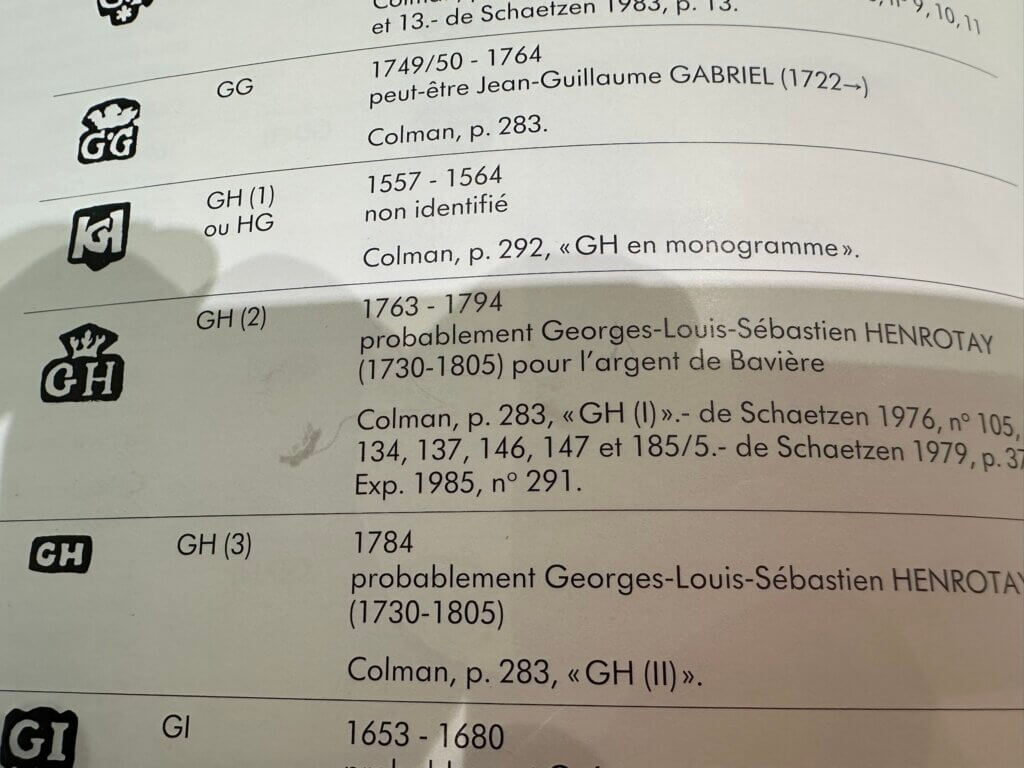 et 13.- de Schaetzen 1983, p. 13.
9, 10, 11
GG
GG
1749/50 - 1764
peut-être Jean-Guillaume GABRIEL (1722→)
Colman, p. 283.
GH (1)
ou HG
1557 - 1564
non identifié
Colman, p. 292, « GH en monogramme ».
GH
GH (2)
1763 - 1794
probablement Georges-Louis-Sébastien HENROTAY
(1730-1805) pour l'argent de Bavière
Colman, p. 283, « GH (I) ».- de Schaetzen 1976, nº 105,
134, 137, 146, 147 et 185/5.- de Schaetzen 1979, p. 37
Exp. 1985, nº 291.
GH
GH (3)
1784
probablement Georges-Louis-Sébastien HENROTAY
(1730-1805)
Colman, p. 283, « GH (II) ».
GI
GI
1653 - 1680